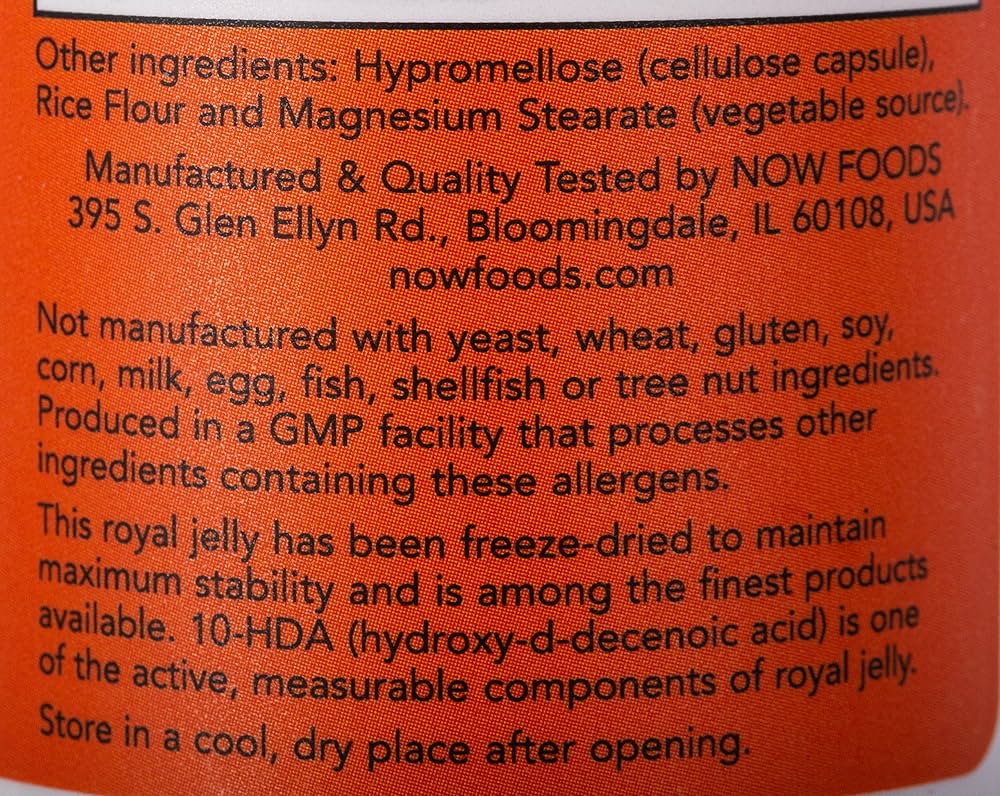 Other ingredients: Hypromellose (cellulose capsule),
Rice Flour and Magnesium Stearate (vegetable source).
Manufactured & Quality Tested by NOW FOODS
395 S. Glen Ellyn Rd., Bloomingdale, IL 60108, USA
nowfoods.com
Not manufactured with yeast, wheat, gluten, soy,
corn, milk, egg, fish, shellfish or tree nut ingredients.
Produced in a GMP facility that processes other
ingredients containing these allergens.
This royal jelly has been freeze-dried to maintain
maximum stability and is among the finest products
available. 10-HDA (hydroxy-d-decenoic acid) is one
of the active, measurable components of royal jelly.
Store in a cool, dry place after opening.